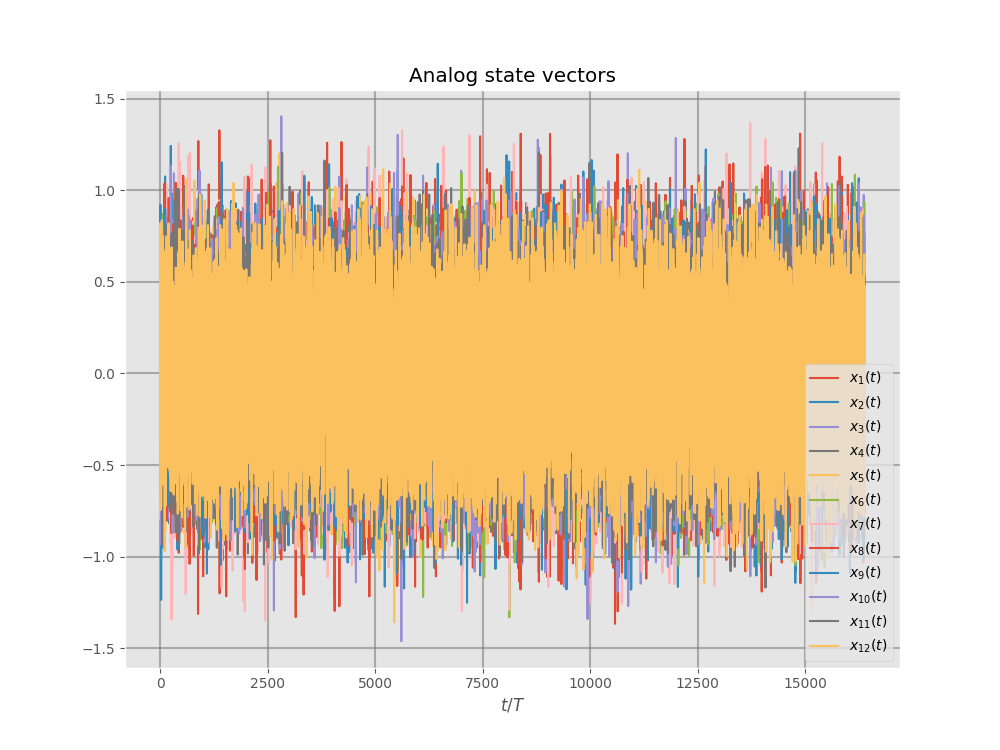 Analog state vectors
1.5
1.0
0.5
0.0
−0.5
−1.0
−1.5
0 2500 5000 7500 10000 12500 15000
t/T
x₁(t)
x₂(t)
x₃(t)
x₄(t)
x₅(t)
x₆(t)
x₇(t)
x₈(t)
x₉(t)
x₁₀(t)
x₁₁(t)
x₁₂(t)